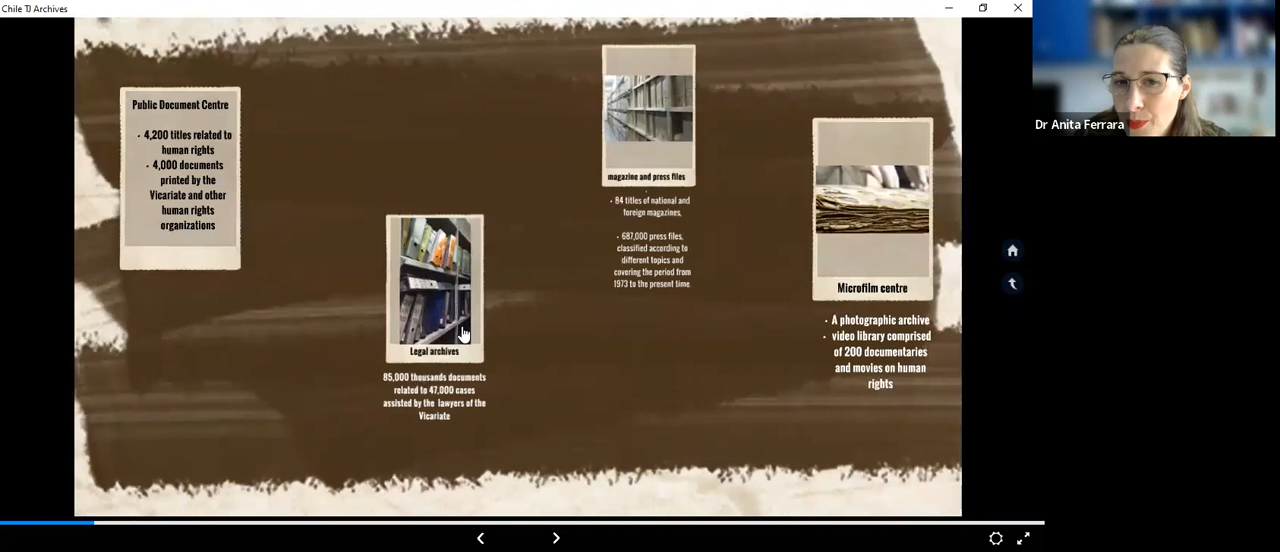 Chile TJ Archives
Public Document Centre
• 4,200 titles related to
human rights
• 4,000 documents
printed by the
Vicariate and other
human rights
organizations
Legal archives
85,000 thousands documents
related to 47,000 cases
assisted by the lawyers of the
Vicariate
magazine and press files
• 84 titles of national and
foreign magazines,
• 687,000 press files,
classified according to
different topics and
covering the period from
1973 to the present time.
Microfilm centre
• A photographic archive
• video library comprised
of 200 documentaries
and movies on human
rights
Dr Anita Ferrara